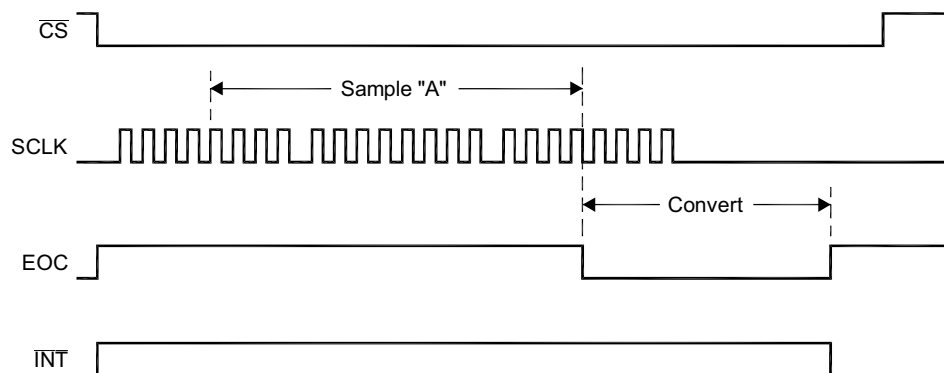 CS
Sample "A"
SCLK
Convert
EOC
INT